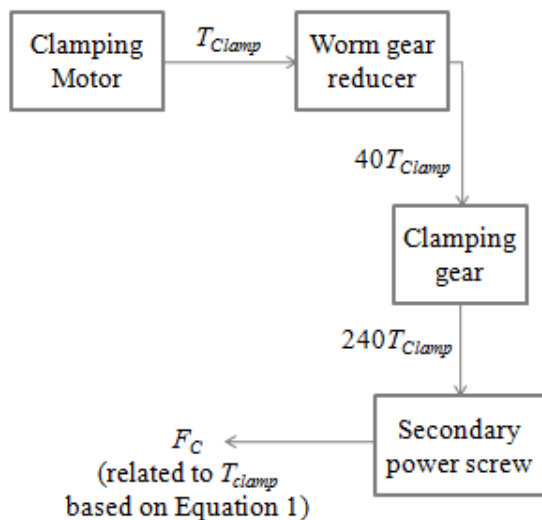 Clamping
Motor
T_Clamp
Worm gear
reducer
40T_Clamp
Clamping
gear
240T_Clamp
Secondary
power screw
F_C
(related to T_clamp
based on Equation 1)